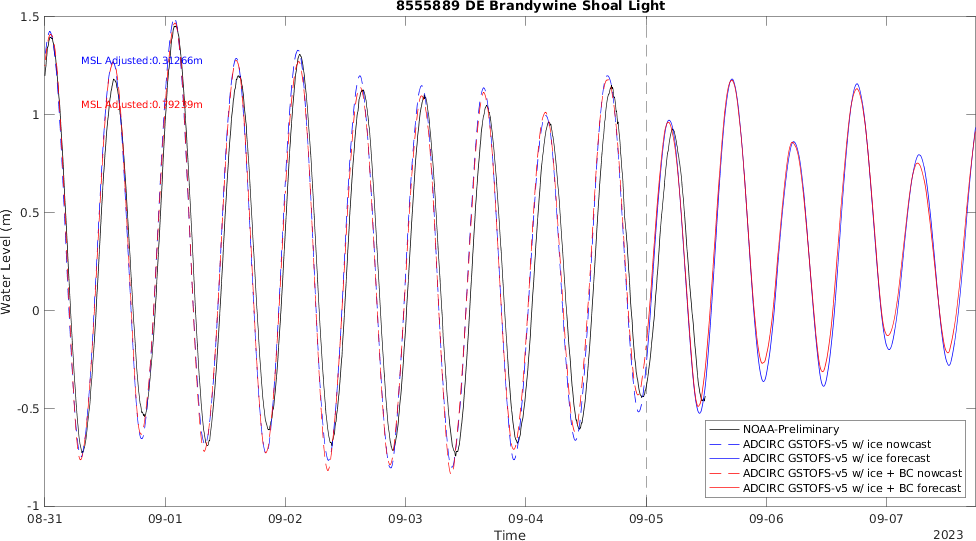 8555889 DE Brandywine Shoal Light
1.5
MSL Adjusted:0.31266m
MSL Adjusted:0.79239m
1
0.5
Water Level (m)
0
-0.5
NOAA-Preliminary
ADCIRC GSTOFS-v5 w/ ice nowcast
ADCIRC GSTOFS-v5 w/ ice forecast
ADCIRC GSTOFS-v5 w/ ice + BC nowcast
ADCIRC GSTOFS-v5 w/ ice + BC forecast
-1
08-31 09-01 09-02 09-03 09-04 09-05 09-06 09-07
Time
2023